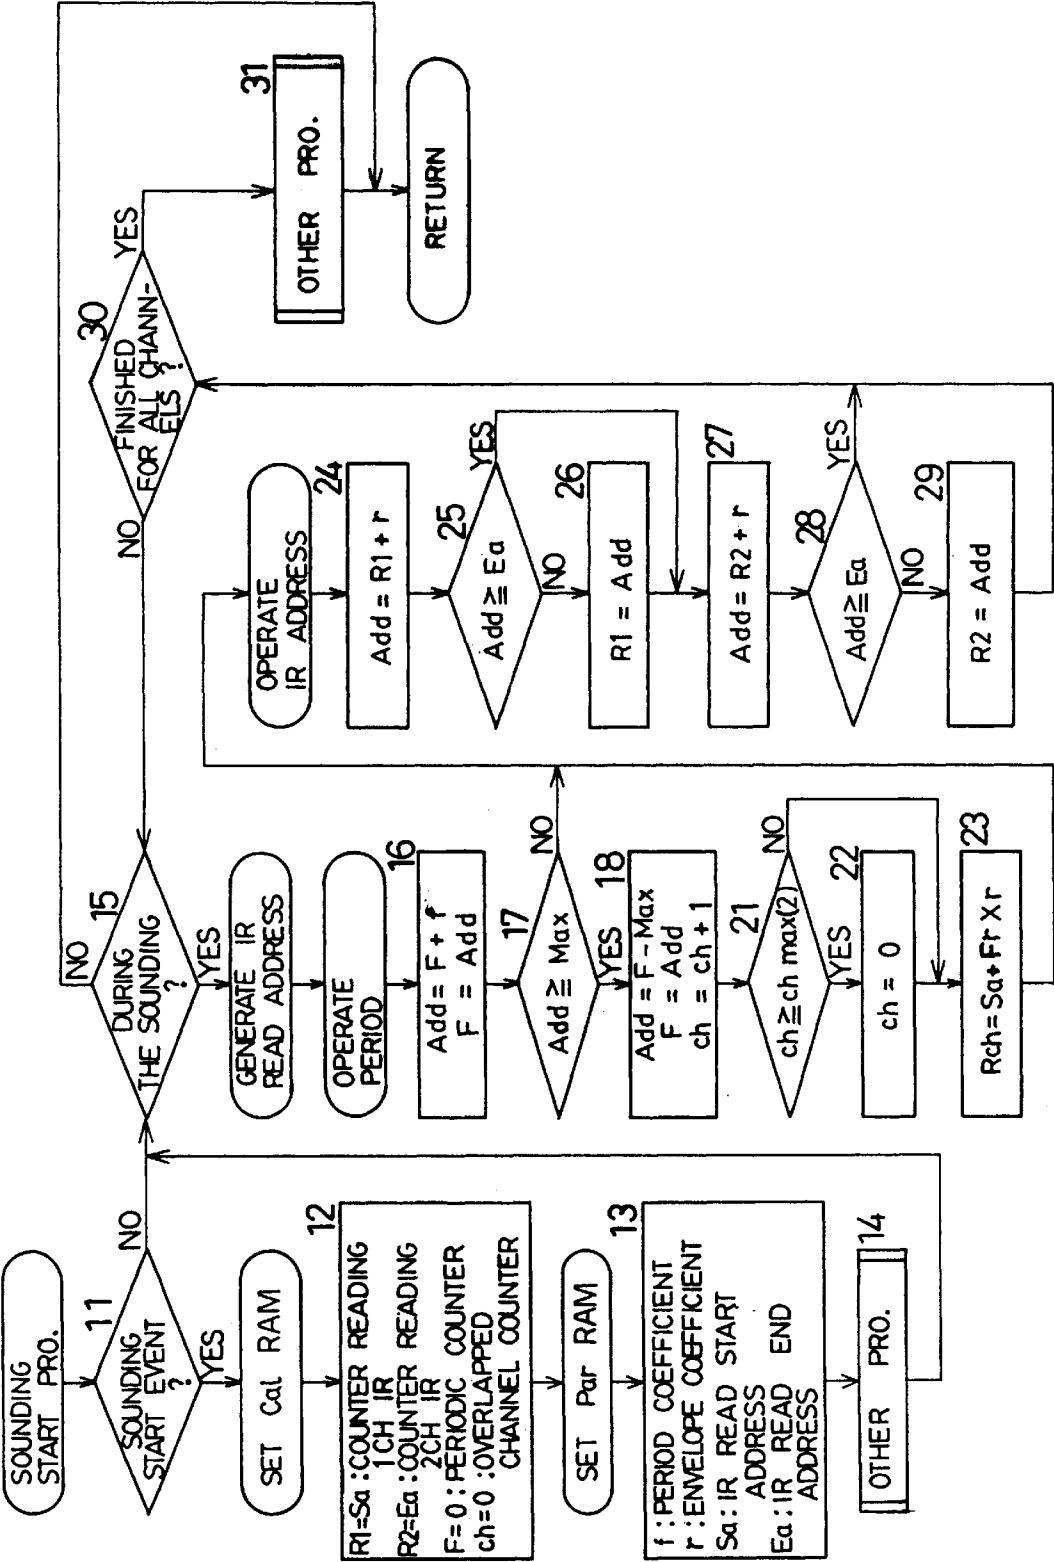 SOUNDING
START PRO.
11
SOUNDING
START EVENT
?
NO
YES
SET Cal RAM
12
R1=Sa:COUNTER READING
1CH IR
R2=Ea:COUNTER READING
2CH IR
F=0:PERIODIC COUNTER
ch=0:OVERLAPPED
CHANNEL COUNTER
SET Par RAM
13
f:PERIOD COEFFICIENT
r:ENVELOPE COEFFICIENT
Sa:IR READ START
ADDRESS
Ea:IR READ END
ADDRESS
14
OTHER PRO.
15
DURING
THE SOUNDING
?
NO
YES
GENERATE IR
READ ADDRESS
OPERATE
PERIOD
16
Add=F+f
F=Add
17
Add≧Max
NO
YES
18
Add=F-Max
F=Add
ch=ch+1
21
ch≧ch max(2)
NO
YES
22
ch=0
23
Rch=Sa+Fr×r
OPERATE
IR ADDRESS
24
Add=R1+r
25
Add≧Ea
YES
NO
26
R1=Add
27
Add=R2+r
28
Add≧Ea
YES
NO
29
R2=Add
30
FINISHED
FOR ALL CHANN-
ELS ?
NO
YES
31
OTHER PRO.
RETURN